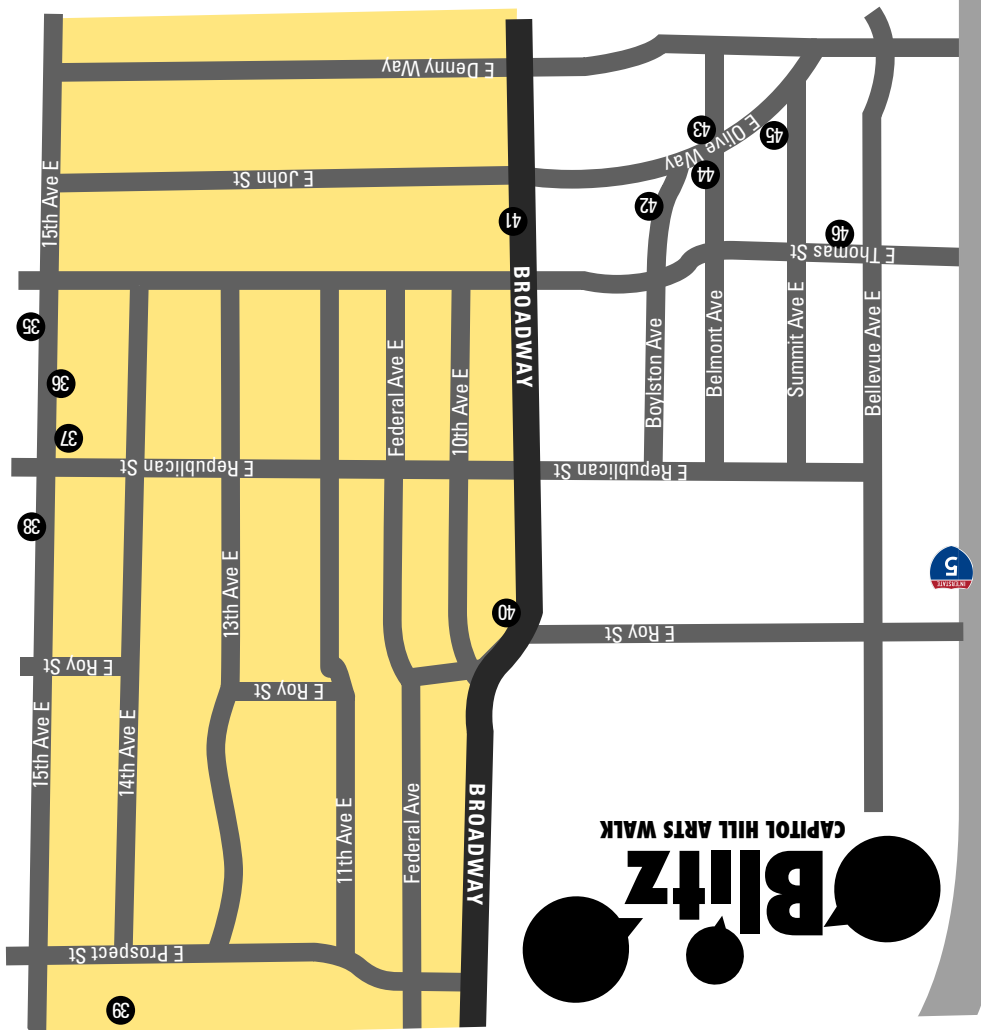 Blitz
CAPITOL HILL ARTS WALK
39
E Prospect St
BROADWAY
Federal Ave
11th Ave E
14th Ave E
15th Ave E
E Roy St
E Roy St
E Roy St
40
INTERSTATE
5
13th Ave E
38
E Republican St
E Republican St
37
36
35
Bellevue Ave E
Summit Ave E
Belmont Ave
Boylston Ave
BROADWAY
10th Ave E
Federal Ave E
15th Ave E
E Thomas St
46
41
42
44
45
43
E Olive Way
E John St
E Denny Way